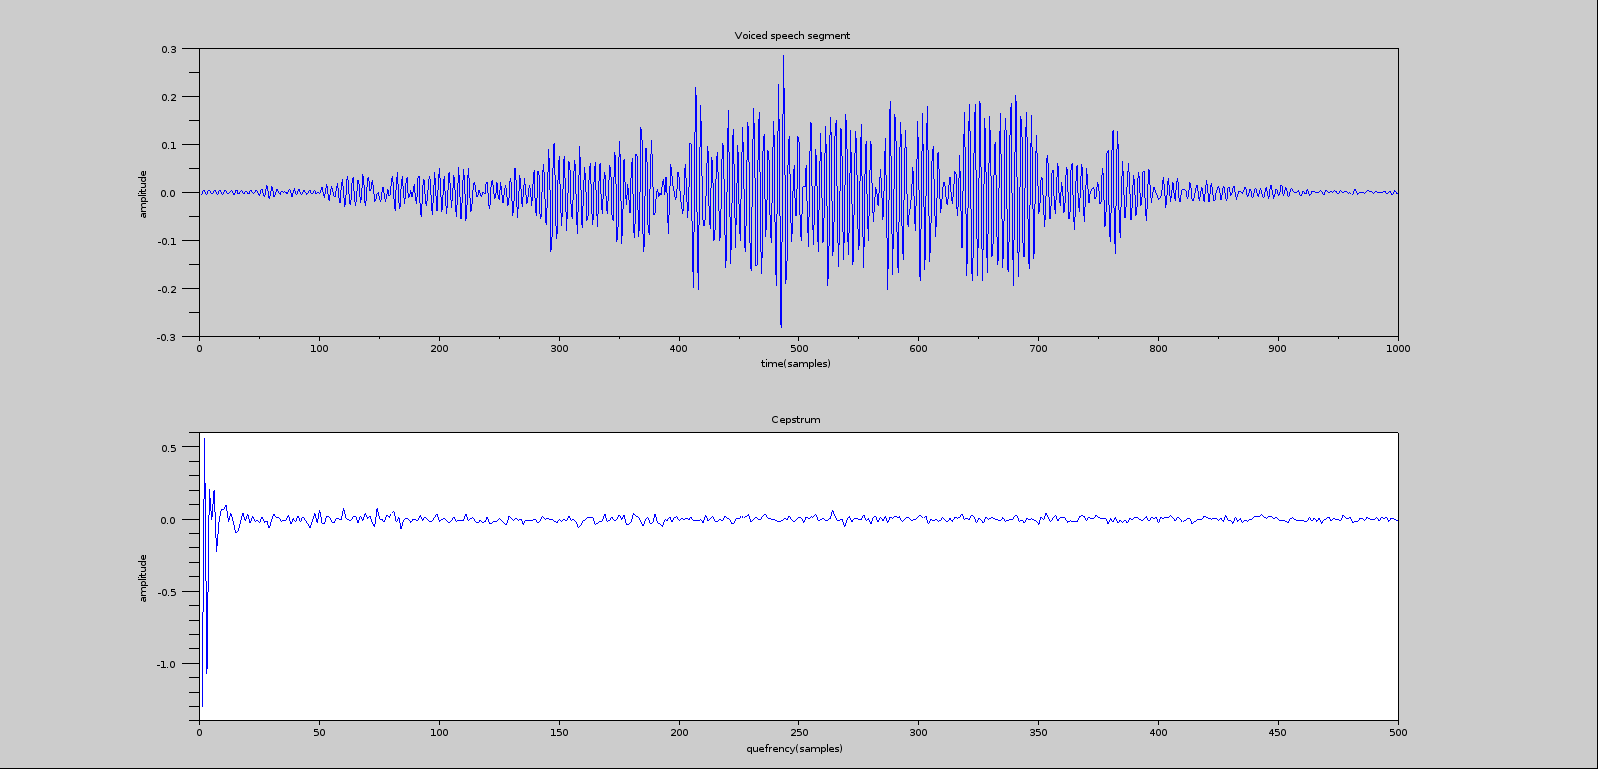 Voiced speech segment
0.3
0.2
0.1
0.0
-0.1
-0.2
-0.3
amplitude
0 100 200 300 400 500 600 700 800 900 1000
time(samples)
Cepstrum
0.5
0.0
-0.5
-1.0
amplitude
0 50 100 150 200 250 300 350 400 450 500
quefrency(samples)